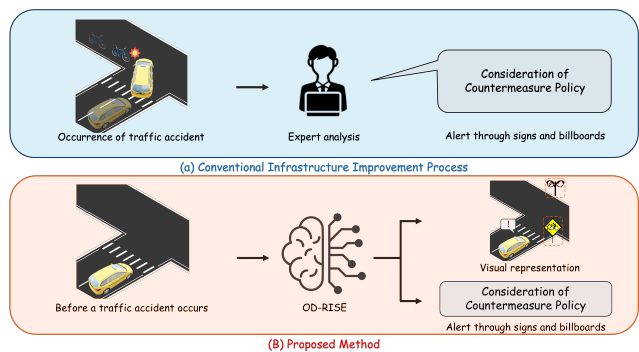 Consideration of
Countermeasure Policy
Occurrence of traffic accident
Expert analysis
Alert through signs and billboards
(a) Conventional Infrastructure Improvement Process
!
Visual representation
Before a traffic accident occurs
OD-RISE
Consideration of
Countermeasure Policy
Alert through signs and billboards
(B) Proposed Method